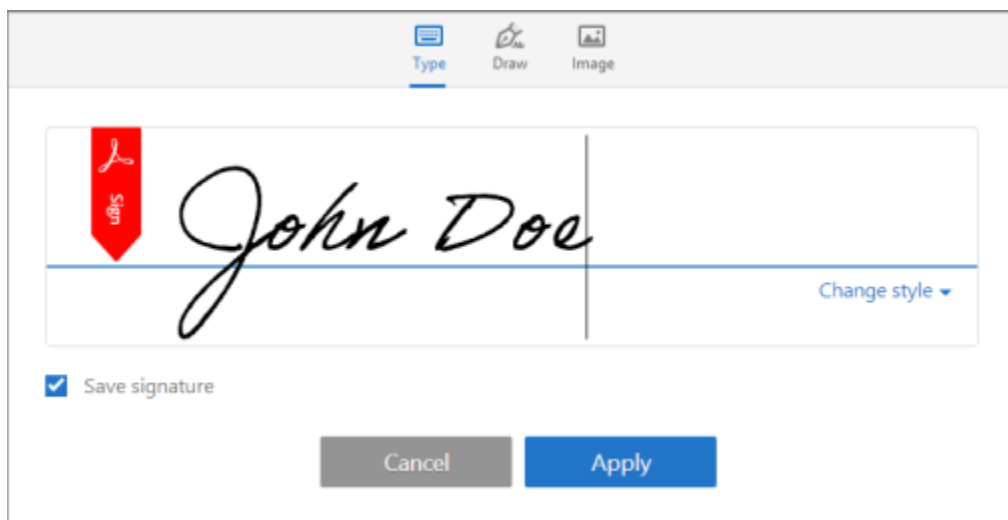 Type Draw Image
Sign
John Doe
Change style
Save signature
Cancel Apply